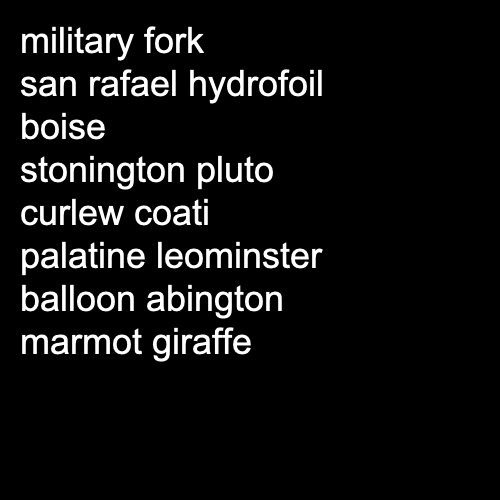 military fork
san rafael hydrofoil
boise
stonington pluto
curlew coati
palatine leominster
balloon abington
marmot giraffe